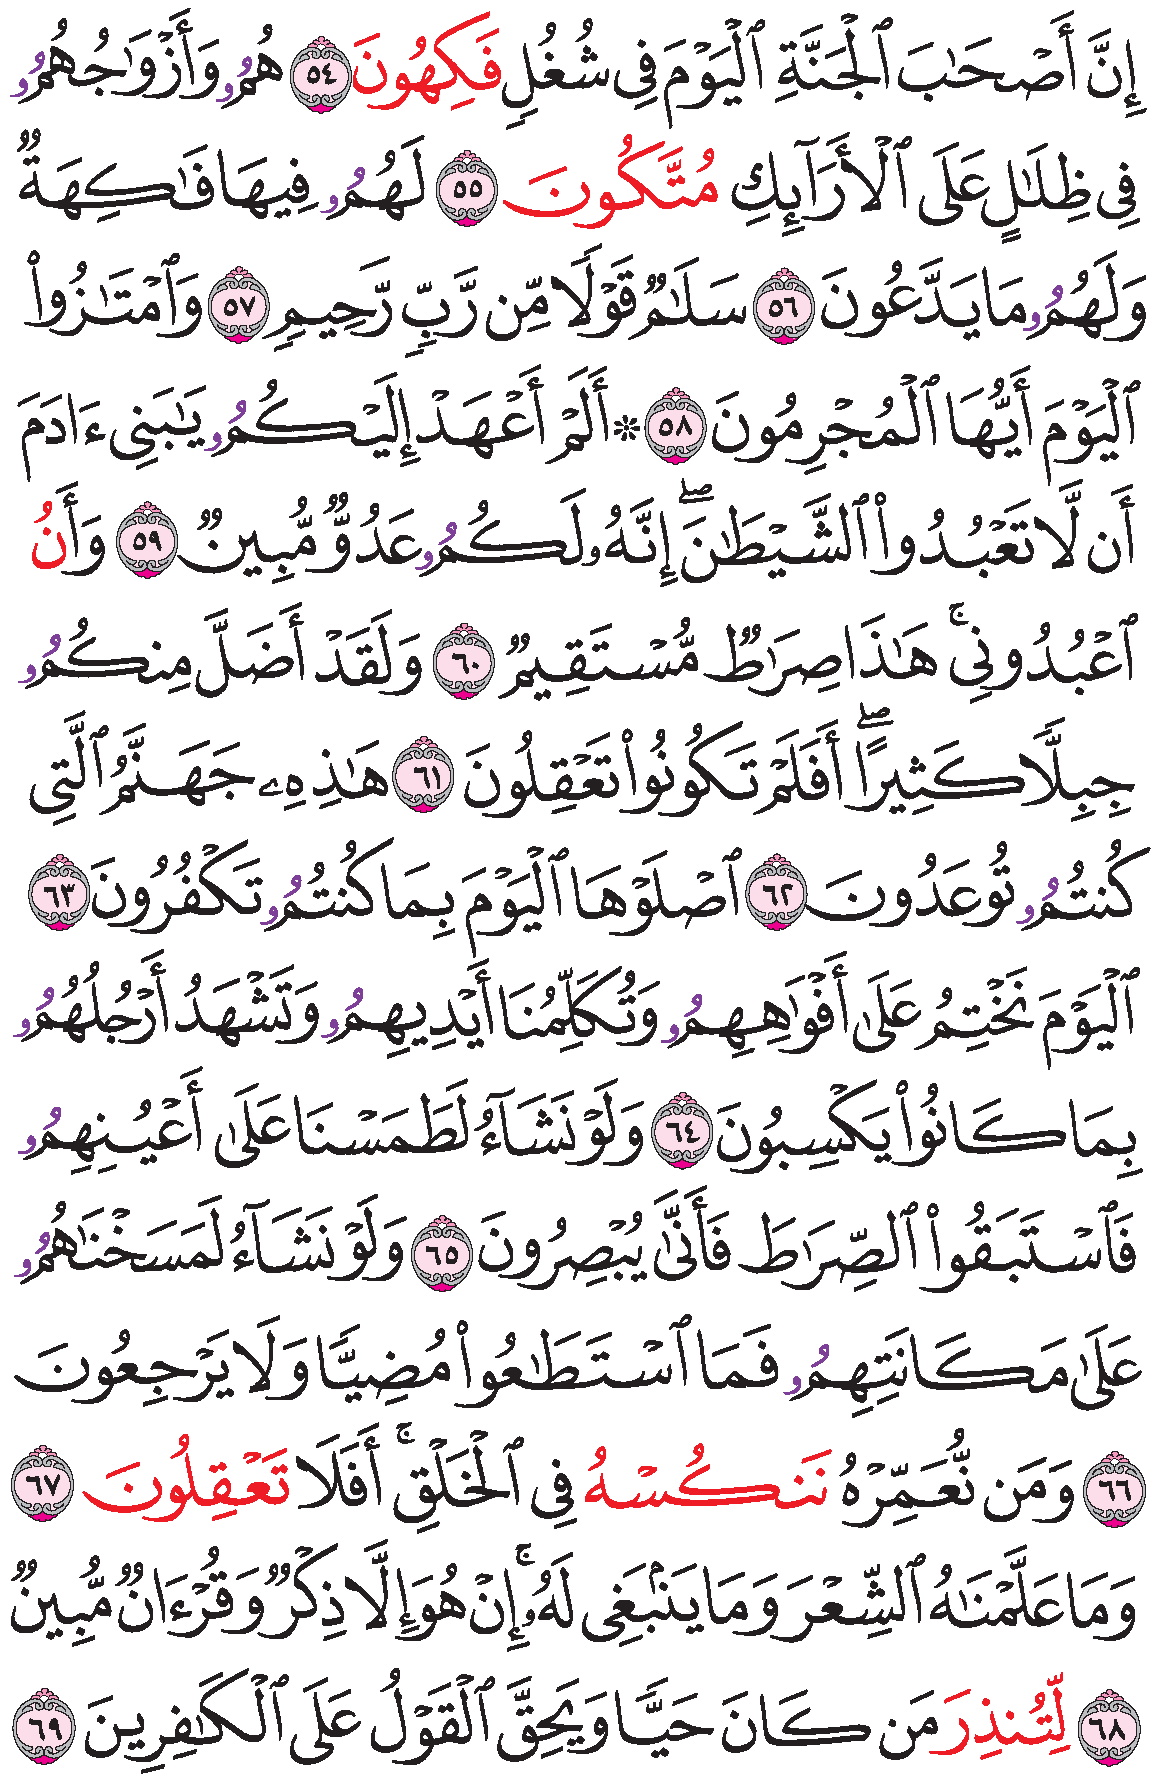 إِنَّ أَصْحَٰبَ ٱلْجَنَّةِ ٱلْيَوْمَ فِى شُغُلٍ فَكِهُونَ ٥٤ هُمُۥ وَأَزْوَٰجُهُمُۥ
فِى ظِلَٰلٍ عَلَى ٱلْأَرَآئِكِ مُتَّكُونَ ٥٥ لَهُمُۥ فِيهَا فَٰكِهَةٌ
وَلَهُمُۥ مَا يَدَّعُونَ ٥٦ سَلَٰمٌ قَوْلًا مِّن رَّبٍّ رَّحِيمٍ ٥٧ وَٱمْتَٰزُوا۟
ٱلْيَوْمَ أَيُّهَا ٱلْمُجْرِمُونَ ٥٨ ۞ أَلَمْ أَعْهَدْ إِلَيْكُمُۥ يَٰبَنِى ءَادَمَ
أَن لَّا تَعْبُدُوا۟ ٱلشَّيْطَٰنَ ۖ إِنَّهُۥ لَكُمُۥ عَدُوٌّ مُّبِينٌ ٥٩ وَأَنُ
ٱعْبُدُونِى ۚ هَٰذَا صِرَٰطٌ مُّسْتَقِيمٌ ٦٠ وَلَقَدْ أَضَلَّ مِنكُمُۥ
جِبِلًّا كَثِيرًا ۖ أَفَلَمْ تَكُونُوا۟ تَعْقِلُونَ ٦١ هَٰذِهِۦ جَهَنَّمُ ٱلَّتِى
كُنتُمُۥ تُوعَدُونَ ٦٢ ٱصْلَوْهَا ٱلْيَوْمَ بِمَا كُنتُمُۥ تَكْفُرُونَ ٦٣
ٱلْيَوْمَ نَخْتِمُ عَلَىٰ أَفْوَٰهِهِمُۥ وَتُكَلِّمُنَا أَيْدِيهِمُۥ وَتَشْهَدُ أَرْجُلُهُمُۥ
بِمَا كَانُوا۟ يَكْسِبُونَ ٦٤ وَلَوْ نَشَآءُ لَطَمَسْنَا عَلَىٰ أَعْيُنِهِمُۥ
فَٱسْتَبَقُوا۟ ٱلصِّرَٰطَ فَأَنَّىٰ يُبْصِرُونَ ٦٥ وَلَوْ نَشَآءُ لَمَسَخْنَٰهُمُۥ
عَلَىٰ مَكَانَتِهِمُۥ فَمَا ٱسْتَطَٰعُوا۟ مُضِيًّا وَلَا يَرْجِعُونَ
٦٦ وَمَن نُّعَمِّرْهُ نَنكُسْهُ فِى ٱلْخَلْقِ ۚ أَفَلَا تَعْقِلُونَ ٦٧
وَمَا عَلَّمْنَٰهُ ٱلشِّعْرَ وَمَا يَنۢبَغِى لَهُۥ ۚ إِنْ هُوَ إِلَّا ذِكْرٌ وَقُرْءَانٌ مُّبِينٌ
٦٨ لِّتُنذِرَ مَن كَانَ حَيًّا وَيَحِقَّ ٱلْقَوْلُ عَلَى ٱلْكَٰفِرِينَ ٦٩